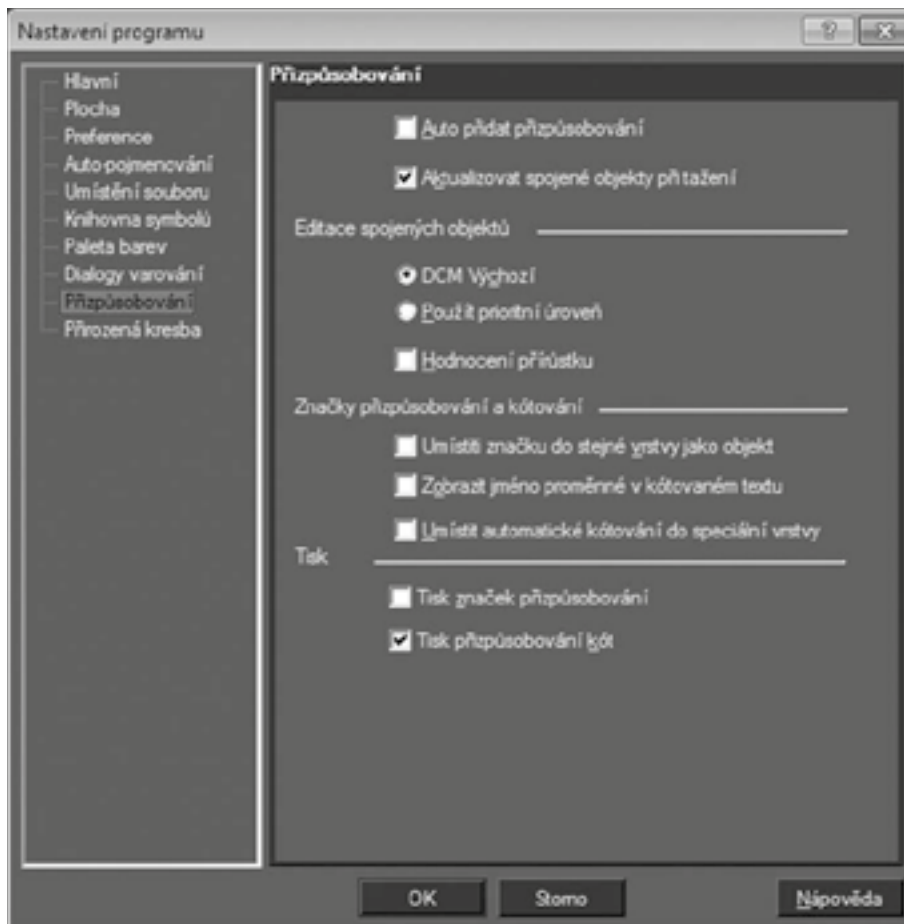 Nastavení programu
Hlavní
Plocha
Preference
Auto-pojmenování
Umístění souboru
Knihovna symbolů
Paleta barev
Dialogy varování
Přizpůsobování
Přirozená kresba
Přizpůsobování
Auto přidat přizpůsobování
Aktualizovat spojené objekty při tažení
Editace spojených objektů
DCM Výchozí
Použít prioritní úroveň
Hodnocení přírůstku
Značky přizpůsobování a kótování
Umístiti značku do stejné vrstvy jako objekt
Zobrazit jméno proměnné v kótovaném textu
Umístit automatické kótování do speciální vrstvy
Tisk
Tisk značek přizpůsobování
Tisk přizpůsobování kót
OK
Storno
Nápověda